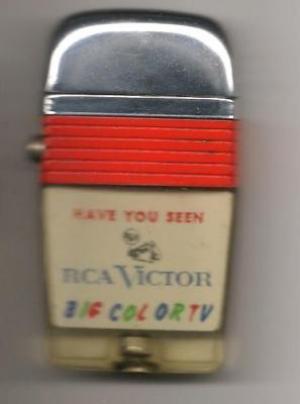 HAVE YOU SEEN
RCA VICTOR
BIG COLOR TV